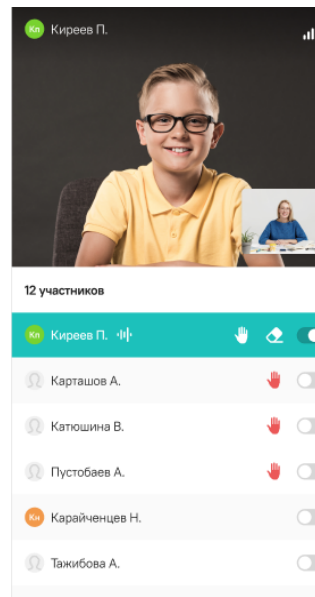 Кп Киреев П.
12 участников
Кп Киреев П.
Карташов А.
Катюшина В.
Пустобаев А.
Кн Карайченцев Н.
Тажибова А.